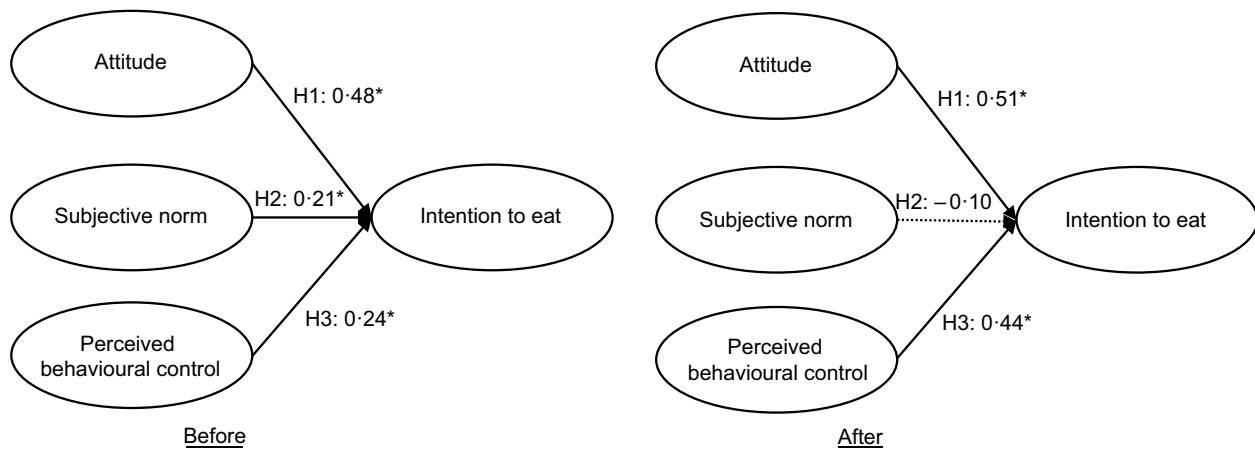 Attitude
H1: 0·48*
H2: 0·21*
Subjective norm
Intention to eat
H3: 0·24*
Perceived
behavioural control
Before
Attitude
H1: 0·51*
H2: –0·10
Subjective norm
Intention to eat
H3: 0·44*
Perceived
behavioural control
After